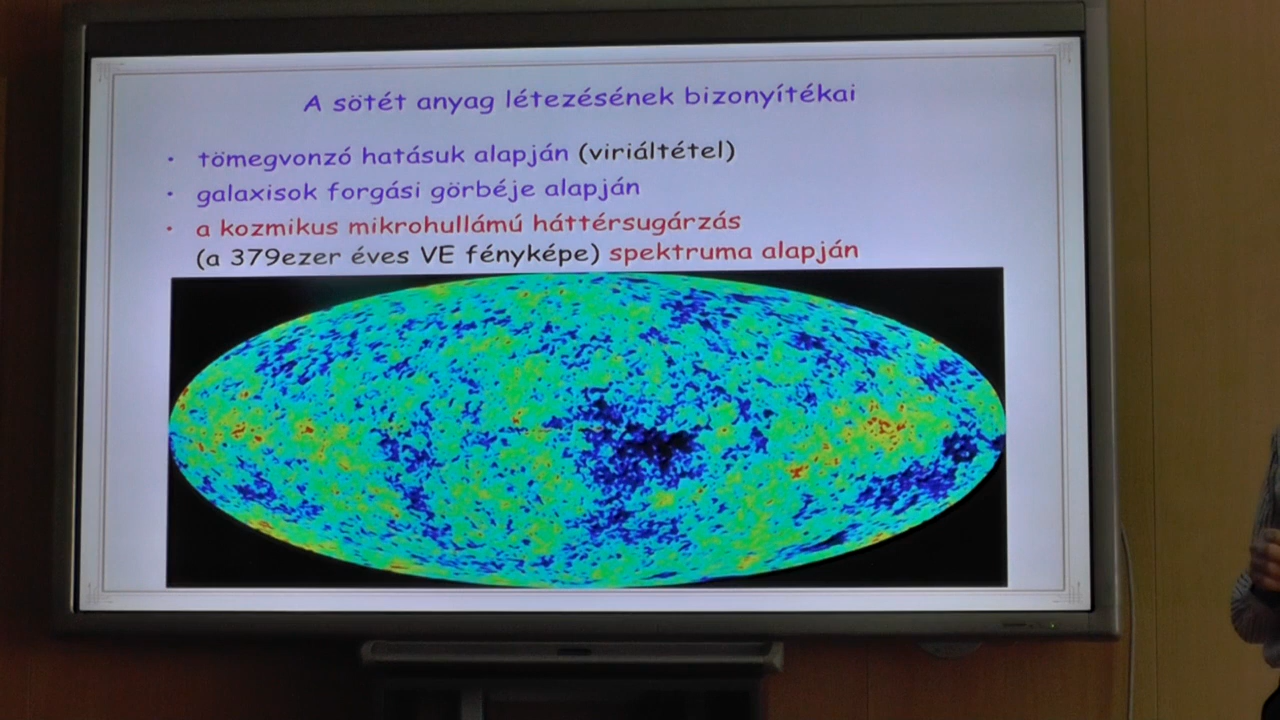 A sötét anyag létezésének bizonyítékai
• tömegvonzó hatásuk alapján (viriáltétel)
• galaxisok forgási görbéje alapján
• a kozmikus mikrohullámú háttérsugárzás
(a 379ezer éves VE fényképe) spektruma alapján